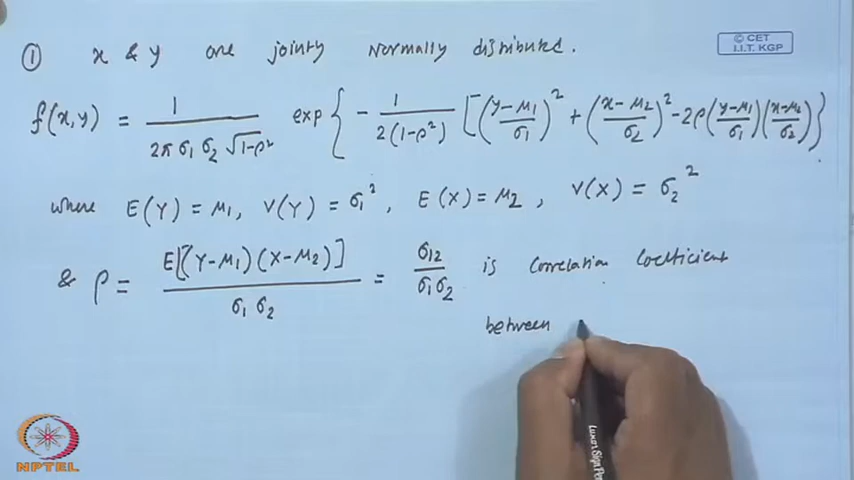 ① x & y are jointly normally distributed.
© CET
I.I.T. KGP
f(x,y) = 1 / (2π σ₁ σ₂ √(1-ρ²)) exp { - 1 / (2(1-ρ²)) [ ((y-μ₁)/σ₁)² + ((x-μ₂)/σ₂)² - 2ρ((y-μ₁)/σ₁)((x-μ₂)/σ₂) }
where E(Y) = μ₁, V(Y) = σ₁², E(X) = μ₂, V(X) = σ₂²
& ρ = E[(Y-μ₁)(X-μ₂)] / (σ₁ σ₂) = σ₁₂ / (σ₁σ₂) is correlation coefficient
between
NPTEL